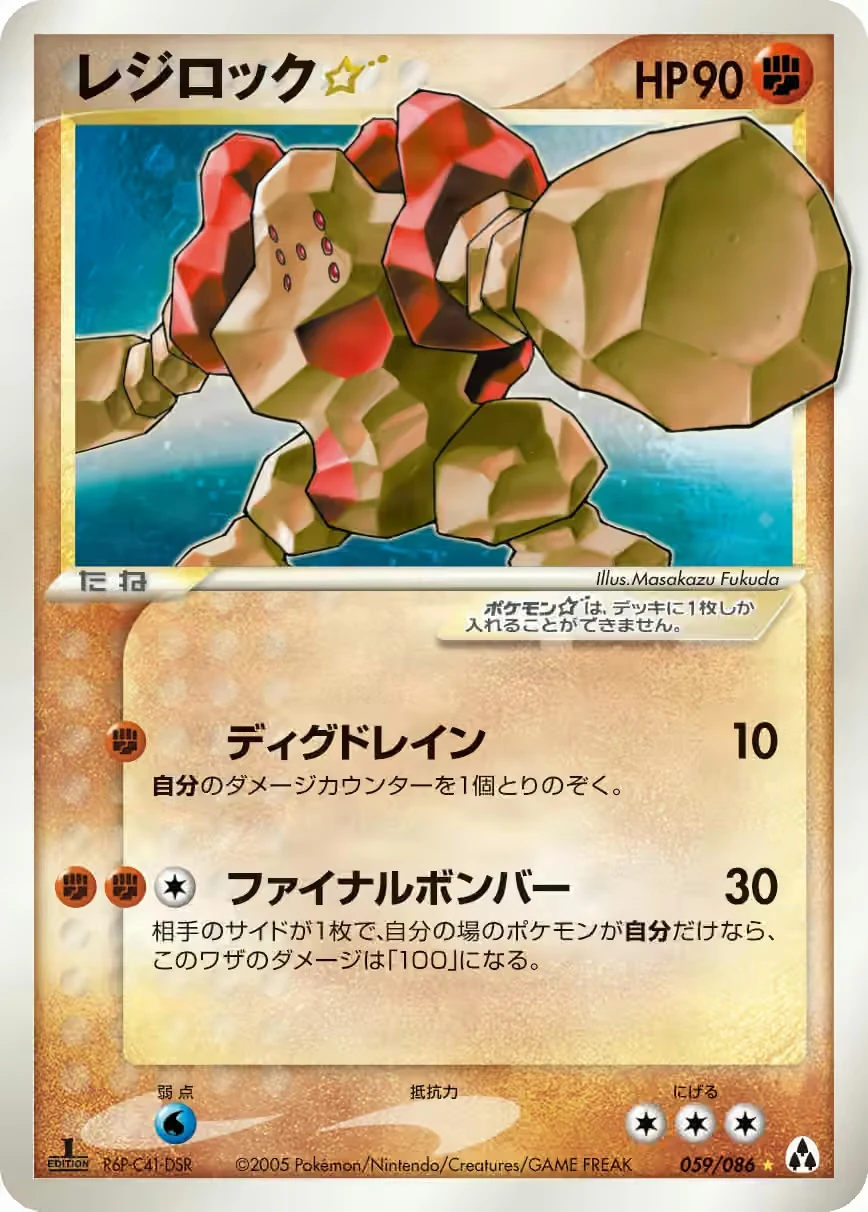 レジロック☆ HP90
たね
Illus.Masakazu Fukuda
ポケモン☆は、デッキに1枚しか
入れることができません。
ディグドレイン 10
自分のダメージカウンターを1個とりのぞく。
ファイナルボンバー 30
相手のサイドが1枚で、自分の場のポケモンが自分だけなら、
このワザのダメージは「100」になる。
弱点 抵抗力 にげる
1 EDITION R6P-C41-DSR ©2005 Pokémon/Nintendo/Creatures/GAME FREAK 059/086 ★